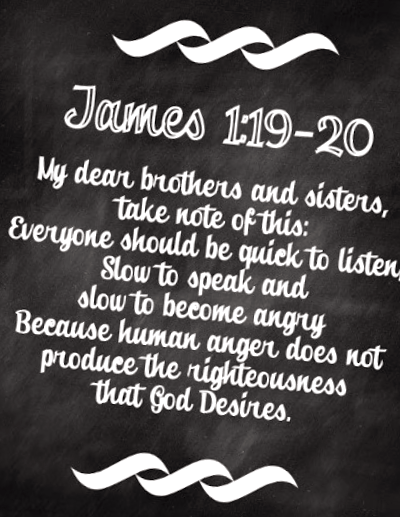 James 1:19-20
My dear brothers and sisters,
take note of this:
Everyone should be quick to listen,
Slow to speak and
slow to become angry
Because human anger does not
produce the righteousness
that God Desires.